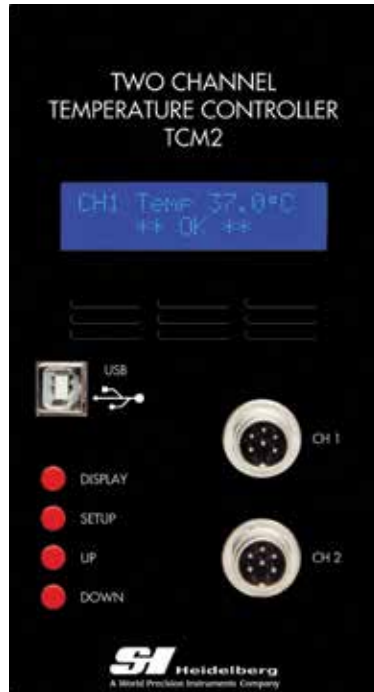 TWO CHANNEL
TEMPERATURE CONTROLLER
TCM2
CH1 Temp 37.0°C
** OK **
USB
CH 1
DISPLAY
SETUP
UP
CH 2
DOWN
SI Heidelberg
A World Precision Instruments Company